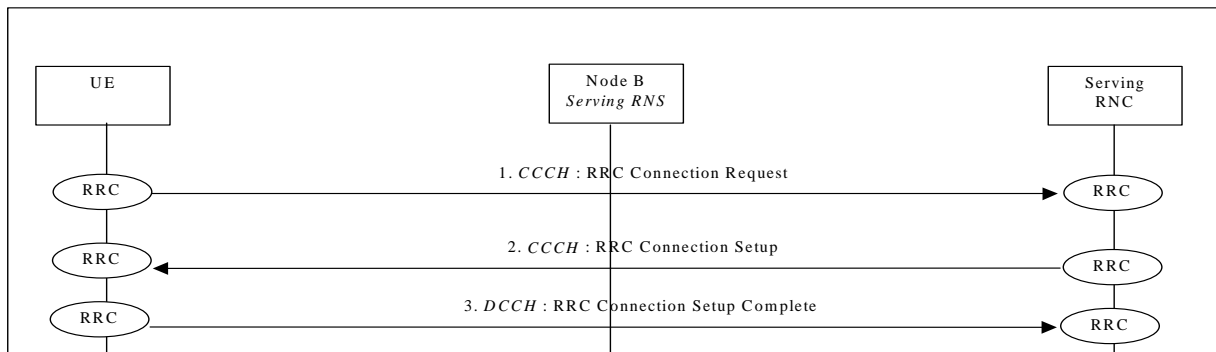 UE
Node B
Serving RNS
Serving
RNC
1. CCCH : RRC Connection Request
RRC
RRC
2. CCCH : RRC Connection Setup
RRC
RRC
3. DCCH : RRC Connection Setup Complete
RRC
RRC